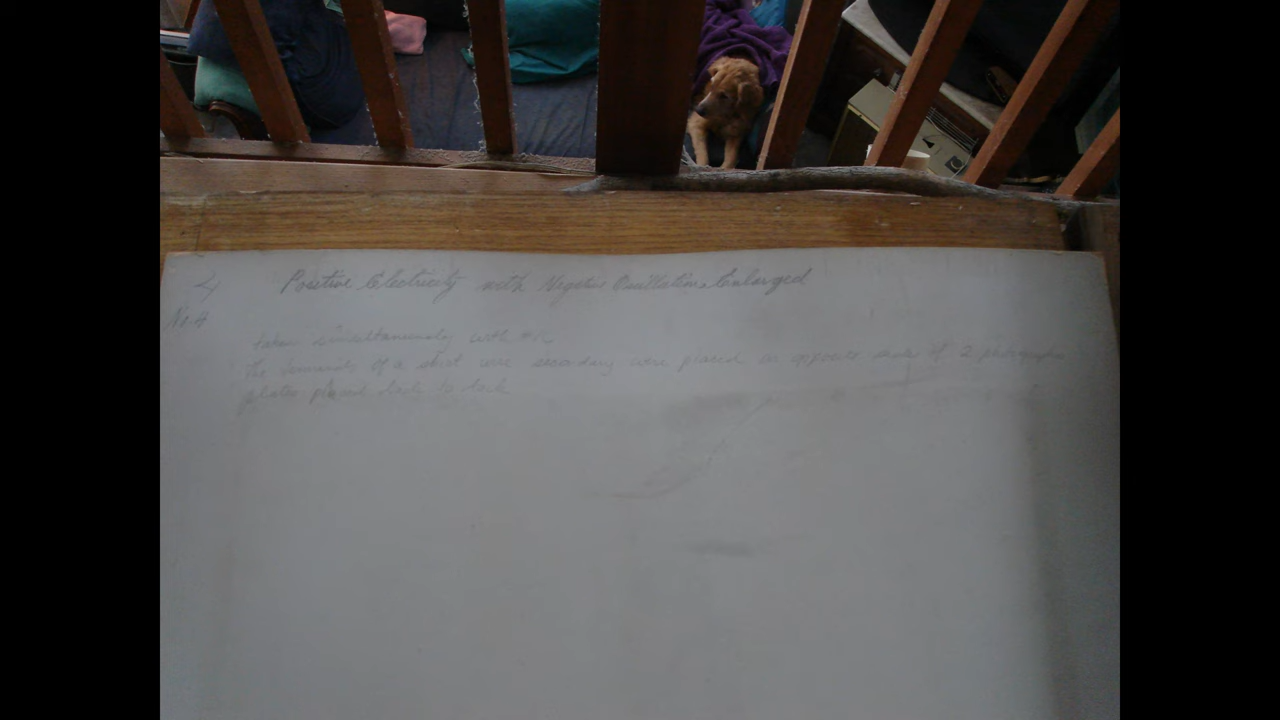 4 Positive Electricity with Negative Oscillation Enlarged
No. 4
taken simultaneously with #
the terminals of a short wire secondary were placed on opposite sides of 2 photographic
plates placed back to back